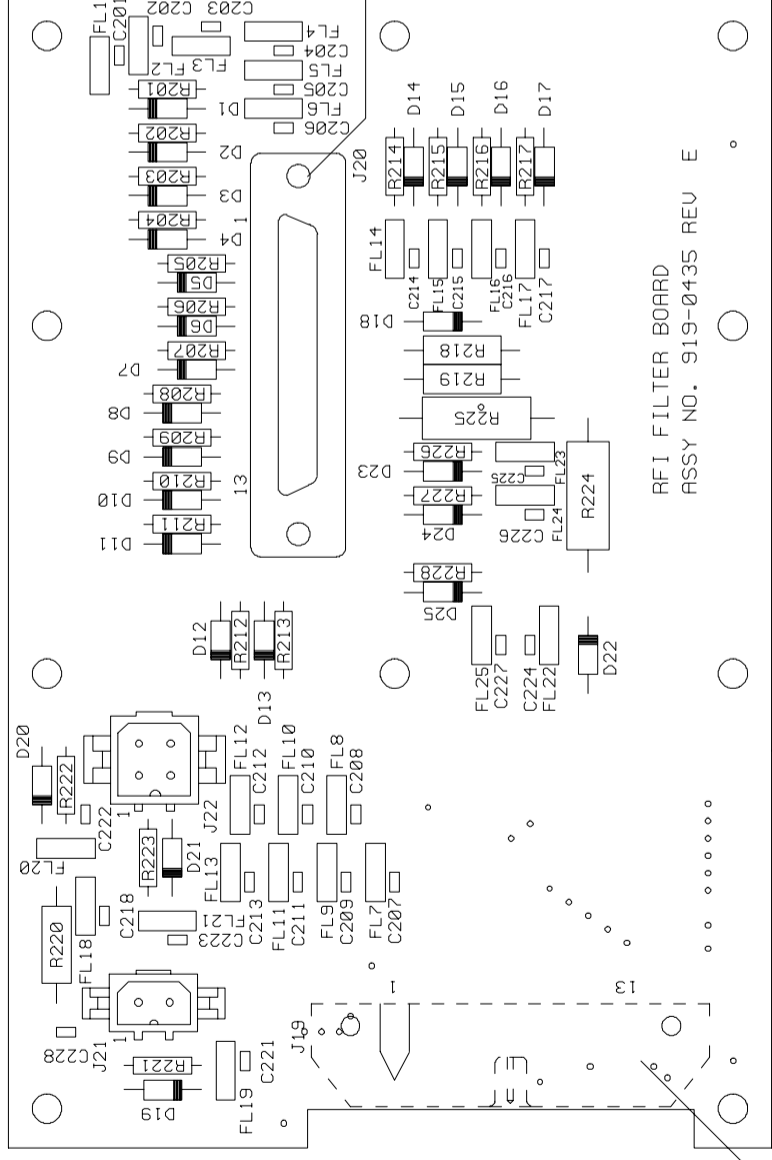 C202 C203
FL1
C201
FL4
C204
FL2
FL3
FL5
C205
R201
D1
FL6
C206
R202
D2
R203
D3
R204
1
D4
R205
D5
R206
D6
R207
D7
R208
D8
R209
D9
R210
D10
13
R211
D11
J20
D14
D15
D16
D17
R214
R215
R216
R217
FL14
C214
FL15
C215
FL16
C216
FL17
C217
D18
R218
R219
R225
R226
D23
C225
FL23
R227
D24
C226
FL24
R224
R228
D25
FL25
C227
C224
FL22
D22
RFI FILTER BOARD
ASSY NO. 919-0435 REV E
D12
R212
R213
D13
D20
R222
C222
1
J22
FL12
C212
FL10
C210
FL8
C208
FL20
R223
D21
FL13
C213
FL11
C211
FL9
C209
FL7
C207
R220
FL18
C218
FL21
C223
C228
J21
1
R221
D19
FL19
C221
J19
1
13